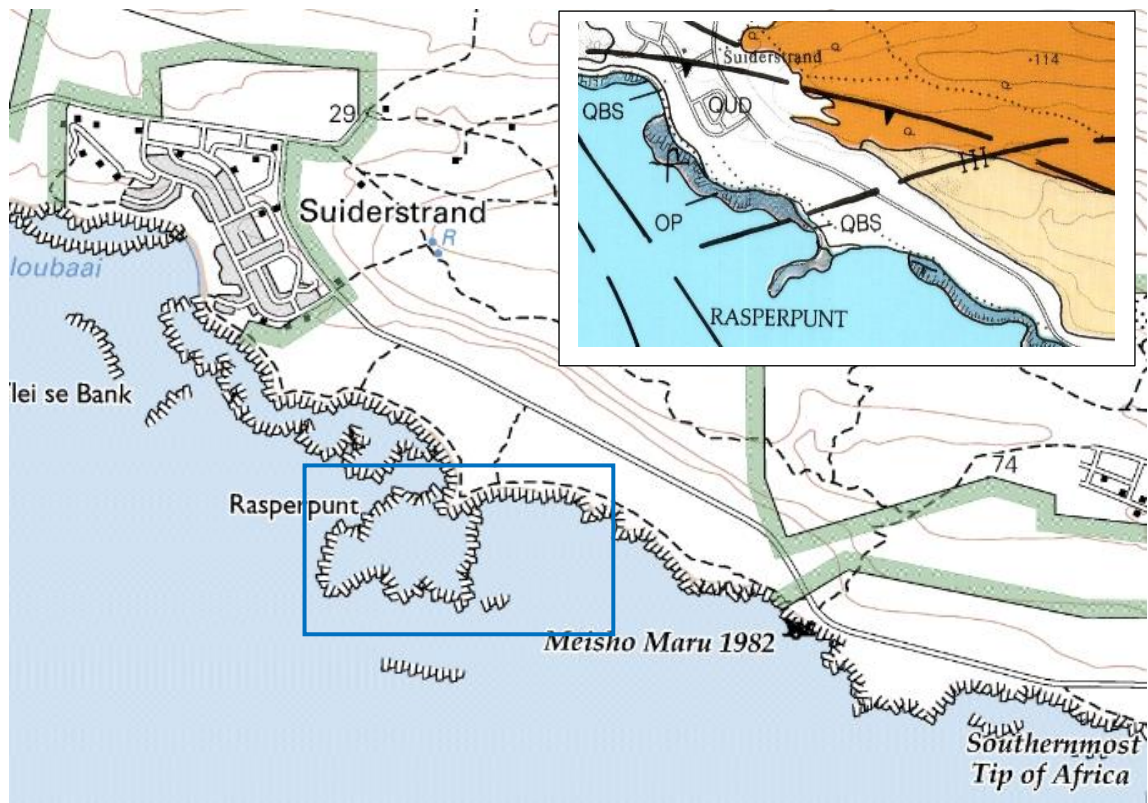 29
Suiderstrand
R
loubaai
lei se Bank
Rasperpunt
74
Meisho Maru 1982
Southernmost
Tip of Africa
Suiderstrand
114
QBS
QUD
OP
QBS
RASPERPUNT